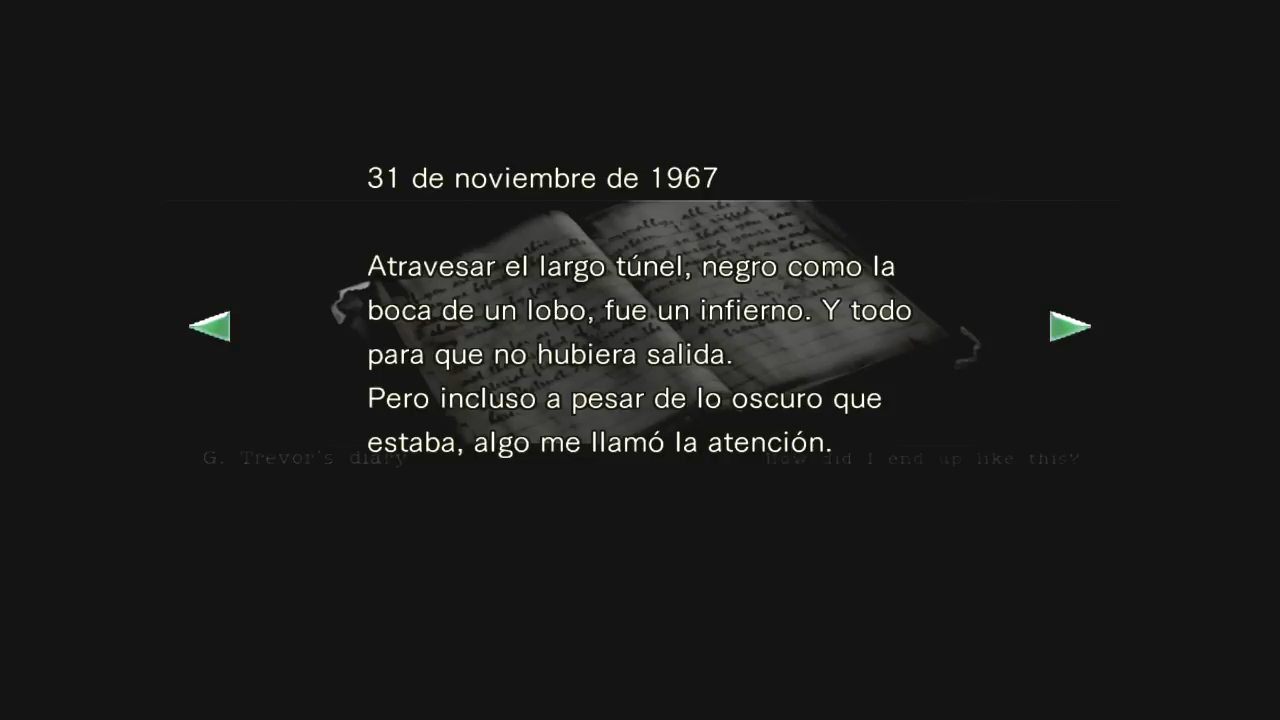 31 de noviembre de 1967
Atravesar el largo túnel, negro como la
boca de un lobo, fue un infierno. Y todo
para que no hubiera salida.
Pero incluso a pesar de lo oscuro que
estaba, algo me llamó la atención.
G. Trevor's diary
How did I end up like this?